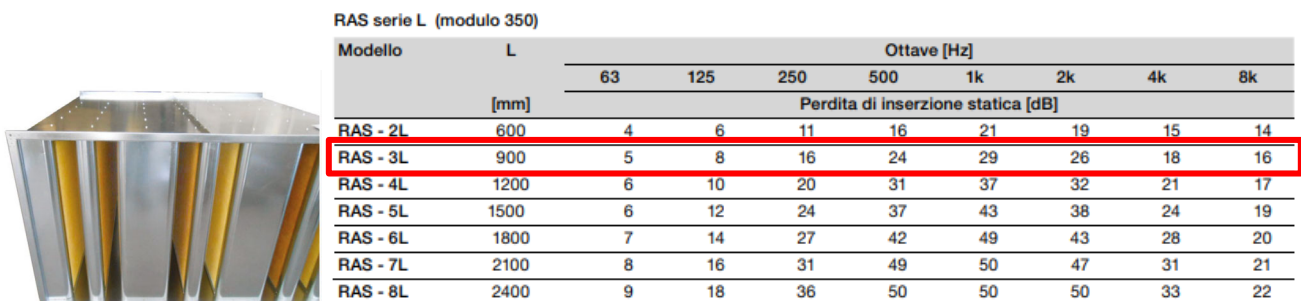 RAS serie L (modulo 350)
Modello L Ottave [Hz]
63 125 250 500 1k 2k 4k 8k
[mm] Perdita di inserzione statica [dB]
RAS - 2L 600 4 6 11 16 21 19 15 14
RAS - 3L 900 5 8 16 24 29 26 18 16
RAS - 4L 1200 6 10 20 31 37 32 21 17
RAS - 5L 1500 6 12 24 37 43 38 24 19
RAS - 6L 1800 7 14 27 42 49 43 28 20
RAS - 7L 2100 8 16 31 49 50 47 31 21
RAS - 8L 2400 9 18 36 50 50 50 33 22